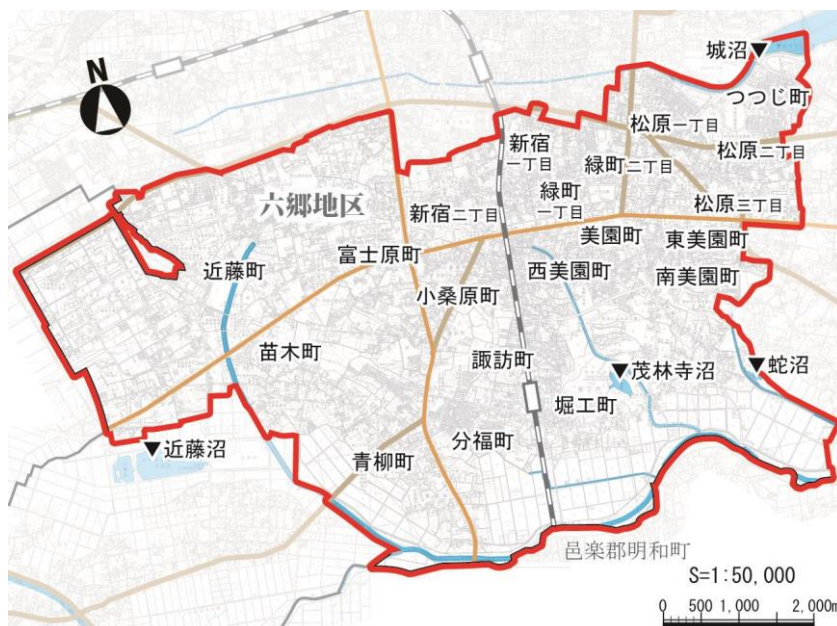 N
城沼▼
つつじ町
松原一丁目
松原二丁目
新宿
一丁目
緑町二丁目
六郷地区
緑町
一丁目
松原三丁目
新宿二丁目
美園町
東美園町
富士原町
近藤町
西美園町
南美園町
小桑原町
苗木町
諏訪町
▼茂林寺沼
▼蛇沼
堀工町
分福町
▼近藤沼
青柳町
邑楽郡明和町
S=1:50,000
0 500 1,000 2,000m